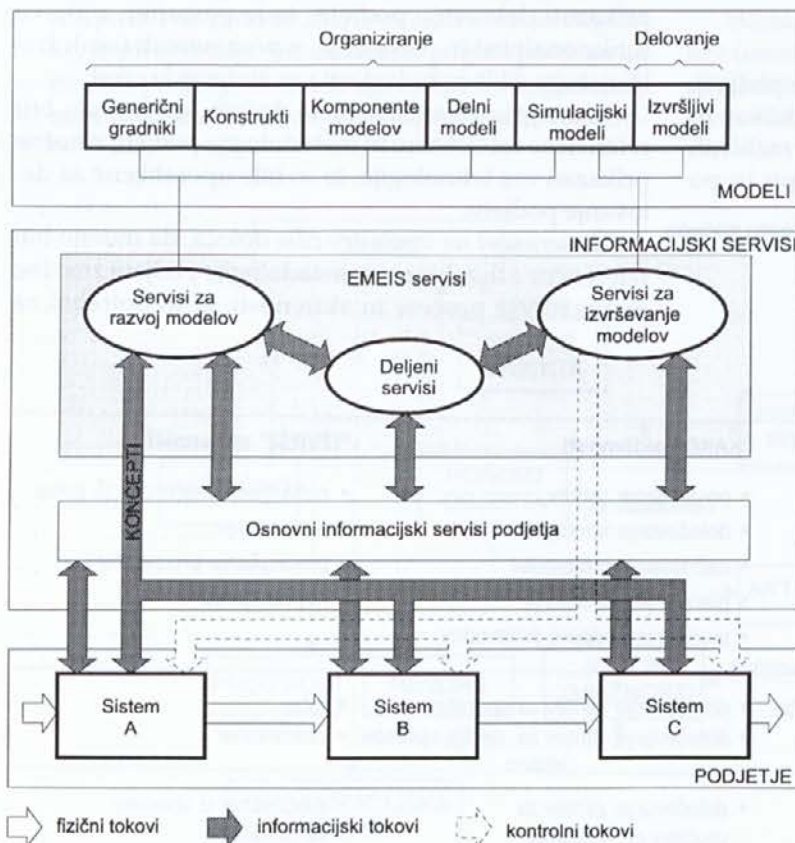 Organiziranje Delovanje
Generični Konstrukti Komponente Delni Simulacijski Izvršljivi
gradniki modelov modeli modeli modeli
MODELI
INFORMACIJSKI SERVISI
EMEIS servisi
Servisi za
razvoj modelov
Servisi za
izvrševanje
modelov
Deljeni
servisi
KONCEPTI
Osnovni informacijski servisi podjetja
Sistem
A
Sistem
B
Sistem
C
PODJETJE
fizični tokovi informacijski tokovi kontrolni tokovi